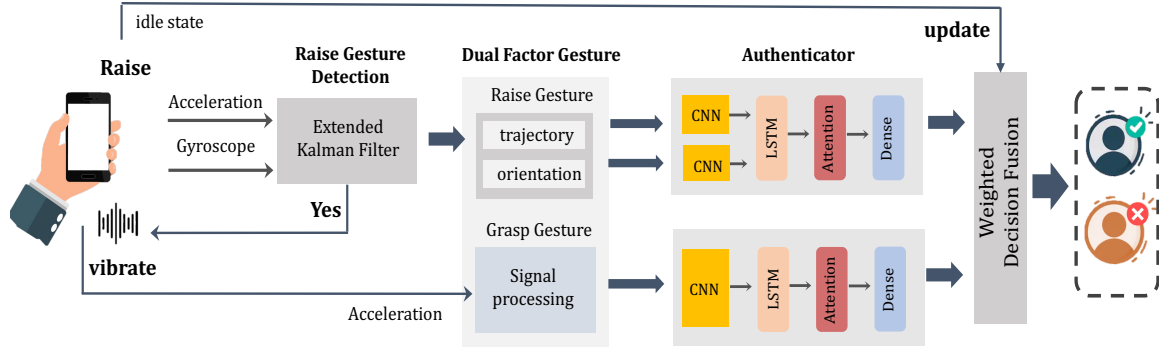 idle state
update
Raise
Raise Gesture
Detection
Dual Factor Gesture
Authenticator
Acceleration
Gyroscope
Extended
Kalman Filter
Raise Gesture
trajectory
orientation
CNN
CNN
LSTM
Attention
Dense
Weighted
Decision Fusion
Yes
vibrate
Grasp Gesture
Signal
processing
Acceleration
CNN
LSTM
Attention
Dense